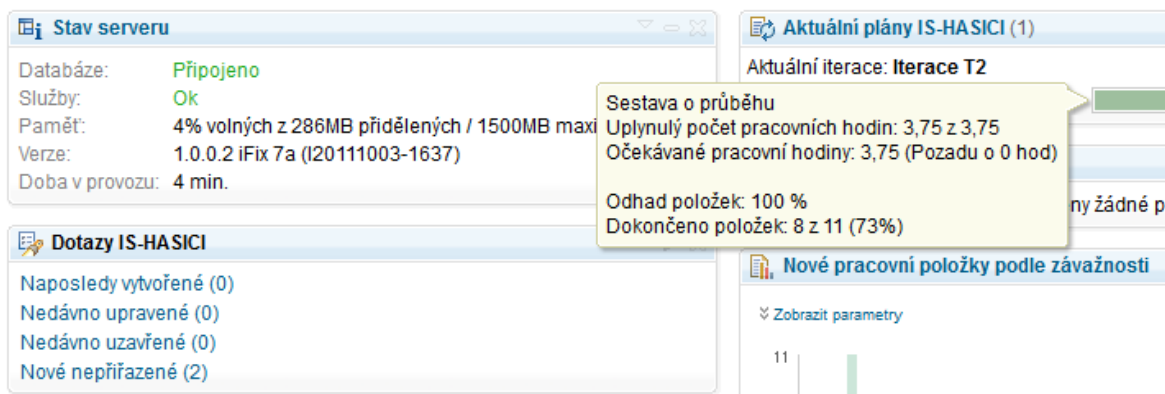 Stav serveru
Databáze: Připojeno
Služby: Ok
Paměť: 4% volných z 286MB přidělených / 1500MB maxi
Verze: 1.0.0.2 iFix 7a (I20111003-1637)
Doba v provozu: 4 min.
Dotazy IS-HASICI
Naposledy vytvořené (0)
Nedávno upravené (0)
Nedávno uzavřené (0)
Nové nepřiřazené (2)
Aktuální plány IS-HASICI (1)
Aktuální iterace: Iterace T2
Sestava o průběhu
Uplynulý počet pracovních hodin: 3,75 z 3,75
Očekávané pracovní hodiny: 3,75 (Pozadu o 0 hod)
Odhad položek: 100 %
Dokončeno položek: 8 z 11 (73%)
ny žádné p
Nové pracovní položky podle závažnosti
Zobrazit parametry
11